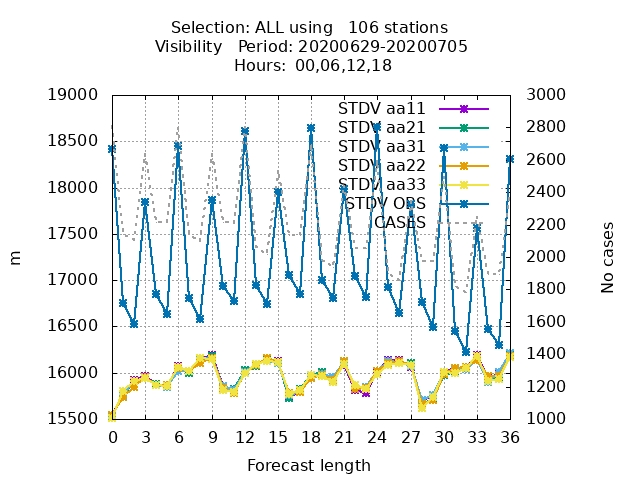 Selection: ALL using   106 stations
Visibility   Period: 20200629-20200705
Hours:  00,06,12,18
19000
18500
18000
17500
17000
16500
16000
15500
m
3000
2800
2600
2400
2200
2000
1800
1600
1400
1200
1000
No cases
STDV aa11
STDV aa21
STDV aa31
STDV aa22
STDV aa33
STDV OBS
CASES
0 3 6 9 12 15 18 21 24 27 30 33 36
Forecast length